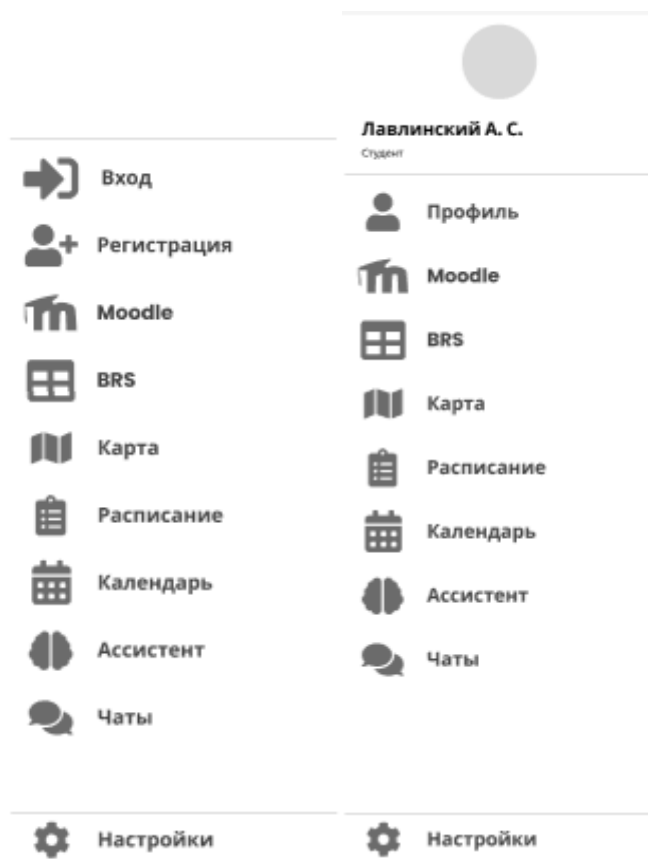 Вход
Регистрация
Moodle
BRS
Карта
Расписание
Календарь
Ассистент
Чаты
Настройки
Лавлинский А. С.
Студент
Профиль
Moodle
BRS
Карта
Расписание
Календарь
Ассистент
Чаты
Настройки